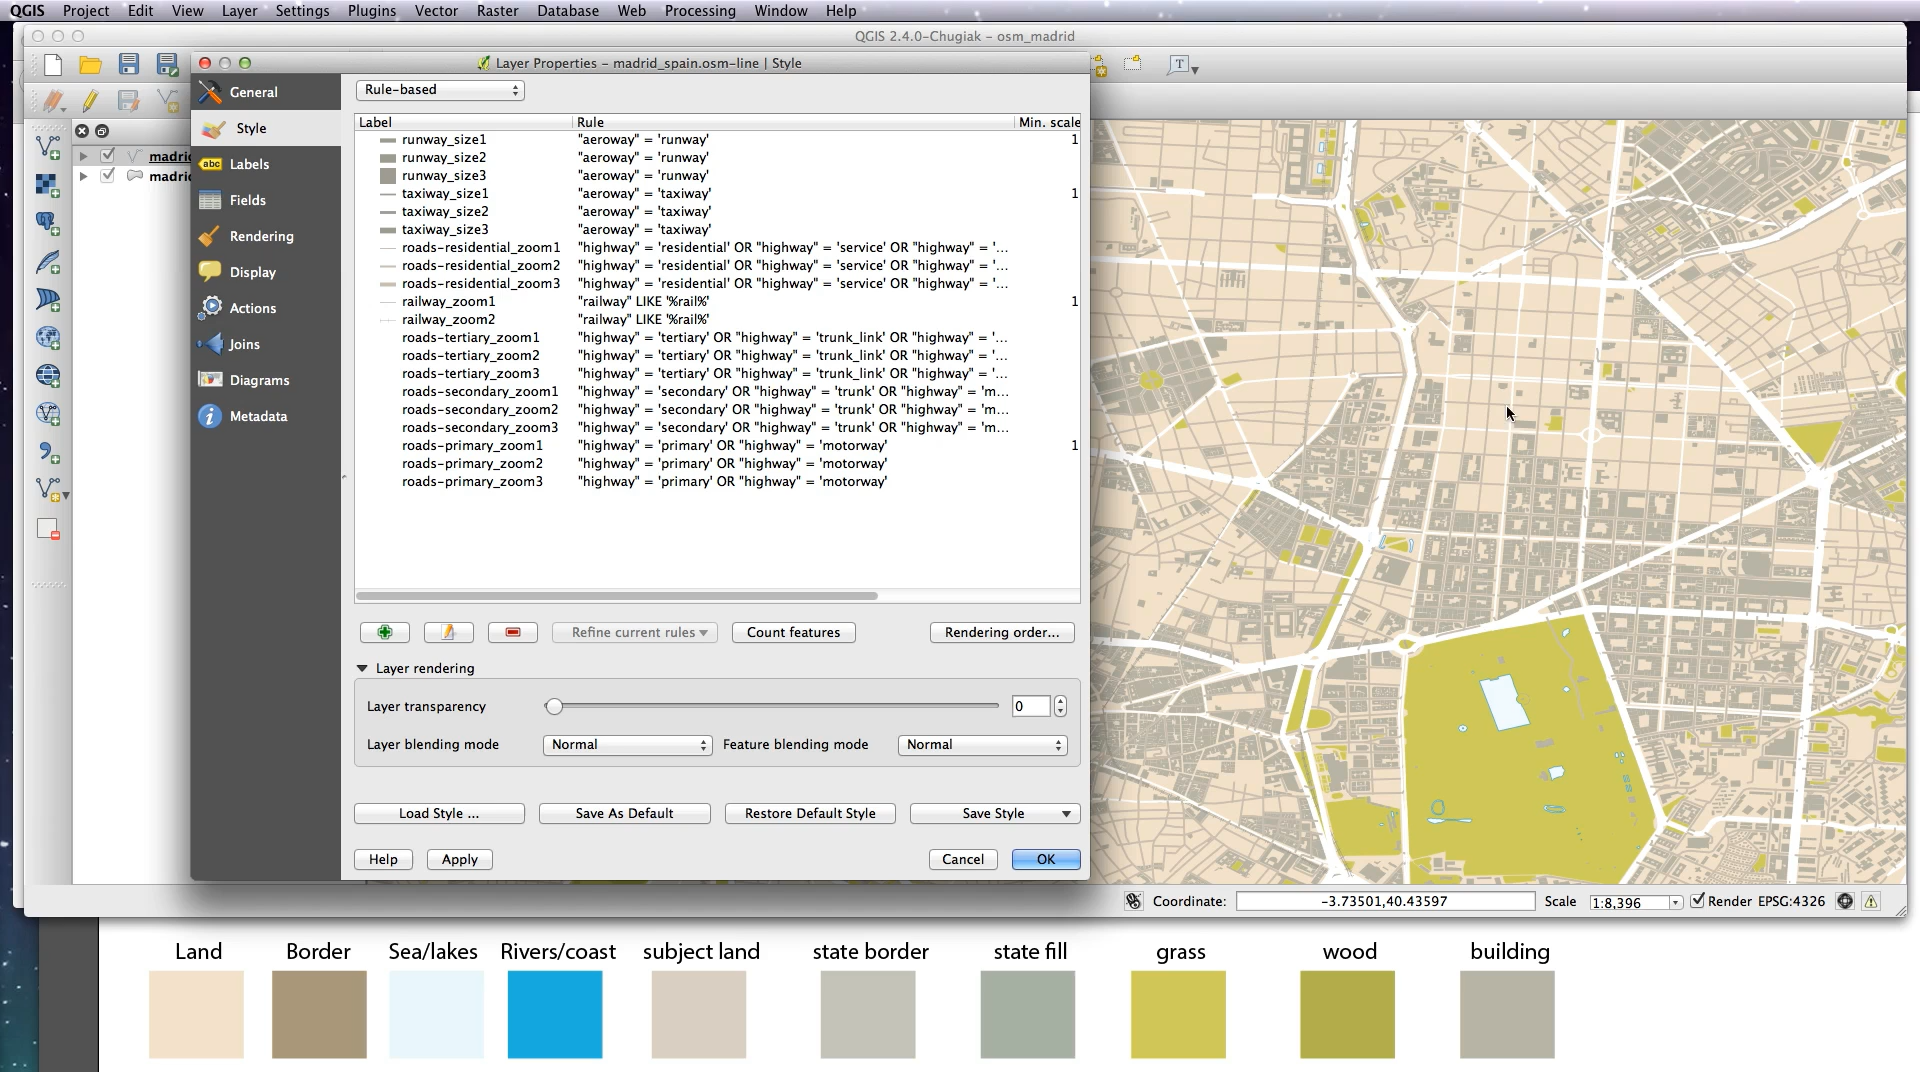 QGIS Project Edit View Layer Settings Plugins Vector Raster Database Web Processing Window Help
QGIS 2.4.0-Chugiak - osm_madrid
Layer Properties - madrid_spain.osm-line | Style
T
General
Style
abc Labels
Fields
Rendering
Display
Actions
Joins
Diagrams
Metadata
Rule-based
Label Rule Min. scale
runway_size1 "aeroway" = 'runway' 1
runway_size2 "aeroway" = 'runway'
runway_size3 "aeroway" = 'runway'
taxiway_size1 "aeroway" = 'taxiway' 1
taxiway_size2 "aeroway" = 'taxiway'
taxiway_size3 "aeroway" = 'taxiway'
roads-residential_zoom1 "highway" = 'residential' OR "highway" = 'service' OR "highway" = '...
roads-residential_zoom2 "highway" = 'residential' OR "highway" = 'service' OR "highway" = '...
roads-residential_zoom3 "highway" = 'residential' OR "highway" = 'service' OR "highway" = '...
railway_zoom1 "railway" LIKE '%rail%' 1
railway_zoom2 "railway" LIKE '%rail%'
roads-tertiary_zoom1 "highway" = 'tertiary' OR "highway" = 'trunk_link' OR "highway" = '...
roads-tertiary_zoom2 "highway" = 'tertiary' OR "highway" = 'trunk_link' OR "highway" = '...
roads-tertiary_zoom3 "highway" = 'tertiary' OR "highway" = 'trunk_link' OR "highway" = '...
roads-secondary_zoom1 "highway" = 'secondary' OR "highway" = 'trunk' OR "highway" = 'm...
roads-secondary_zoom2 "highway" = 'secondary' OR "highway" = 'trunk' OR "highway" = 'm...
roads-secondary_zoom3 "highway" = 'secondary' OR "highway" = 'trunk' OR "highway" = 'm...
roads-primary_zoom1 "highway" = 'primary' OR "highway" = 'motorway' 1
roads-primary_zoom2 "highway" = 'primary' OR "highway" = 'motorway'
roads-primary_zoom3 "highway" = 'primary' OR "highway" = 'motorway'
madri
madri
Refine current rules Count features Rendering order...
Layer rendering
Layer transparency 0
Layer blending mode Normal Feature blending mode Normal
Load Style ... Save As Default Restore Default Style Save Style
Help Apply Cancel OK
Coordinate: -3.73501,40.43597 Scale 1:8,396 Render EPSG:4326
Land Border Sea/lakes Rivers/coast subject land state border state fill grass wood building